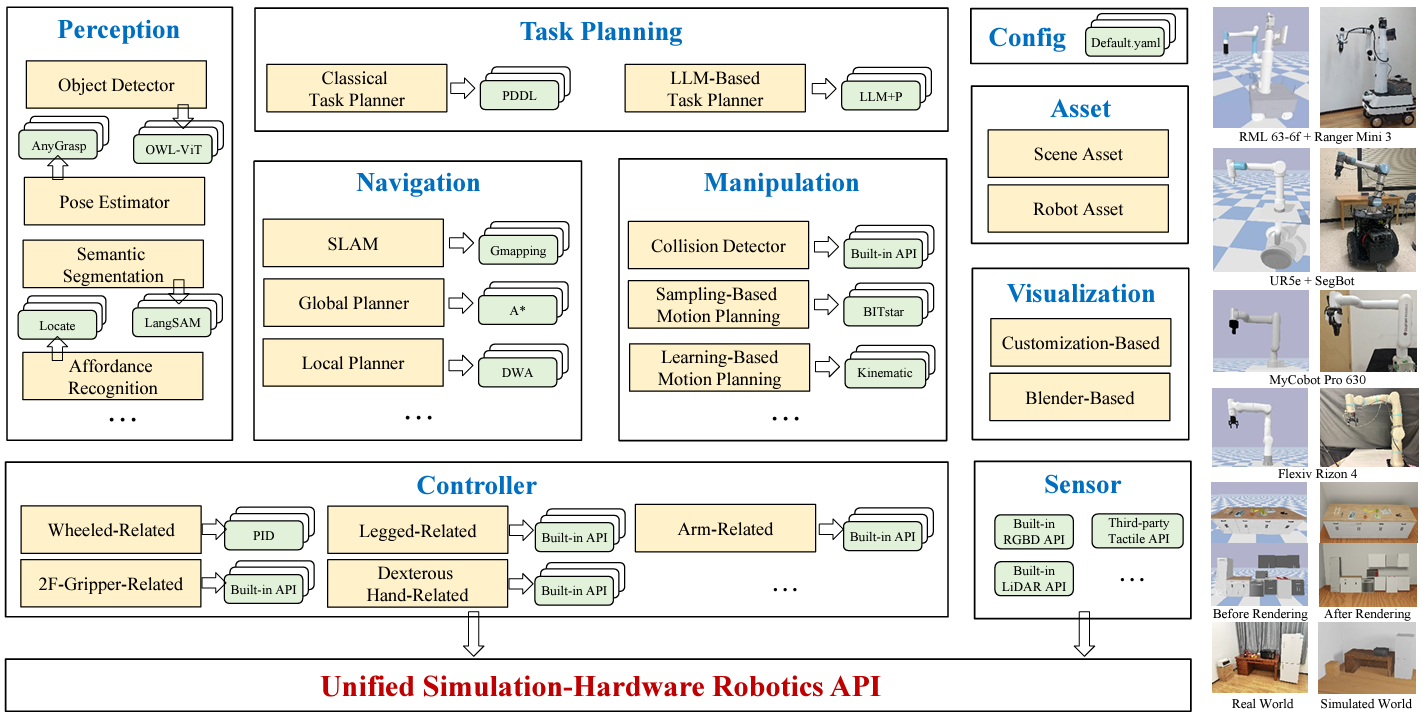 Perception
Object Detector
AnyGrasp
OWL-ViT
Pose Estimator
Semantic
Segmentation
Locate
LangSAM
Affordance
Recognition
...
Task Planning
Classical
Task Planner
PDDL
LLM-Based
Task Planner
LLM+P
Navigation
SLAM
Gmapping
Global Planner
A*
Local Planner
DWA
...
Manipulation
Collision Detector
Built-in API
Sampling-Based
Motion Planning
BITstar
Learning-Based
Motion Planning
Kinematic
...
Config
Default.yaml
Asset
Scene Asset
Robot Asset
Visualization
Customization-Based
Blender-Based
Controller
Wheeled-Related
PID
Legged-Related
Built-in API
Arm-Related
Built-in API
2F-Gripper-Related
Built-in API
Dexterous
Hand-Related
Built-in API
...
Sensor
Built-in
RGBD API
Third-party
Tactile API
Built-in
LiDAR API
...
Unified Simulation-Hardware Robotics API
RML 63-6f + Ranger Mini 3
UR5e + SegBot
MyCobot Pro 630
Flexiv Rizon 4
Before Rendering
After Rendering
Real World
Simulated World